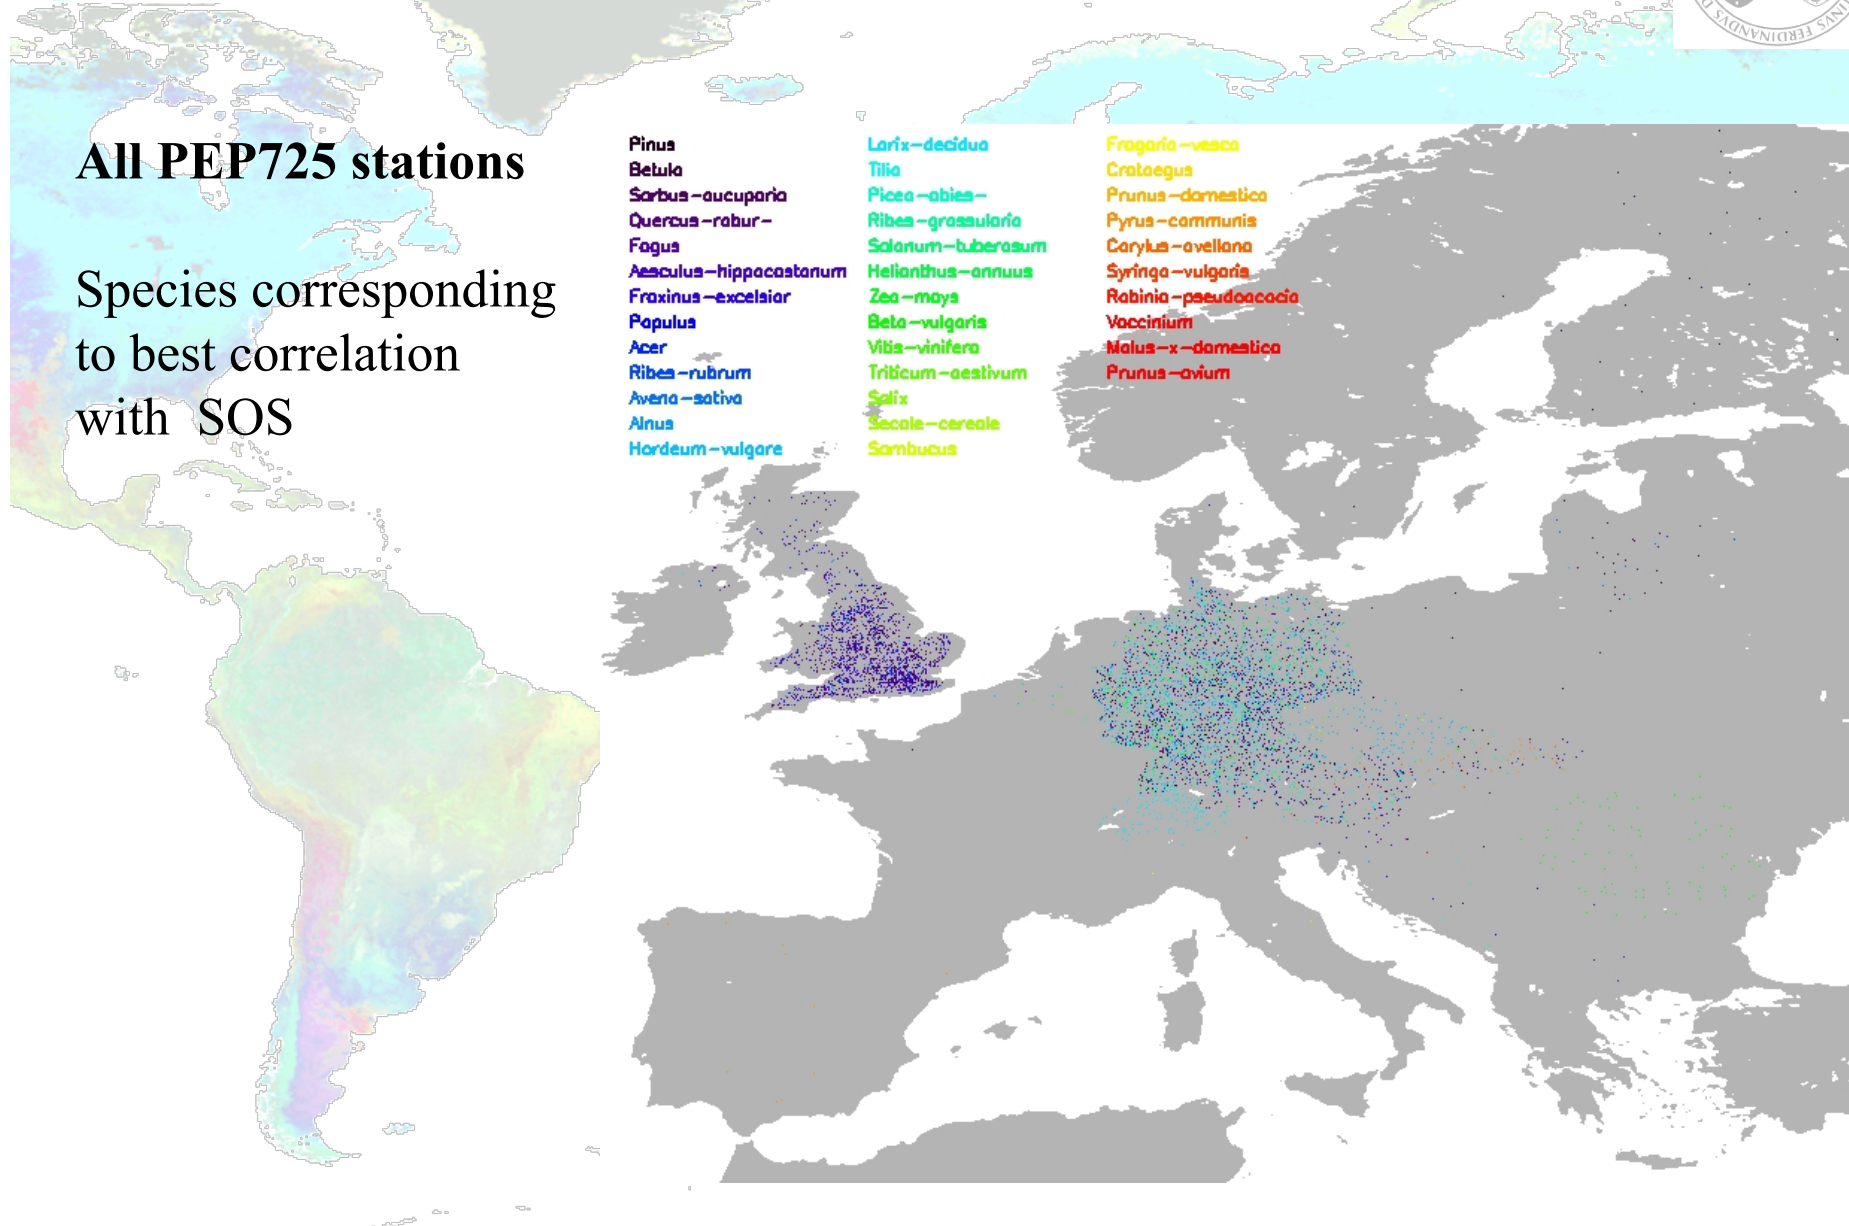 INVS FERDINANDVS D
All PEP725 stations
Species corresponding
to best correlation
with SOS
Pinus
Betula
Sorbus-aucuparia
Quercus-robur-
Fagus
Aesculus-hippocastanum
Fraxinus-excelsior
Populus
Acer
Ribes-rubrum
Avena-sativa
Alnus
Hordeum-vulgare
Larix-decidua
Tilia
Picea-abies-
Ribes-grossularia
Solanum-tuberosum
Helianthus-annuus
Zea-mays
Beta-vulgaris
Vitis-vinifera
Triticum-aestivum
Salix
Secale-cereale
Sambucus
Fragaria-vesca
Crataegus
Prunus-domestica
Pyrus-communis
Corylus-avellana
Syringa-vulgaris
Robinia-pseudoacacia
Vaccinium
Malus-x-domestica
Prunus-avium